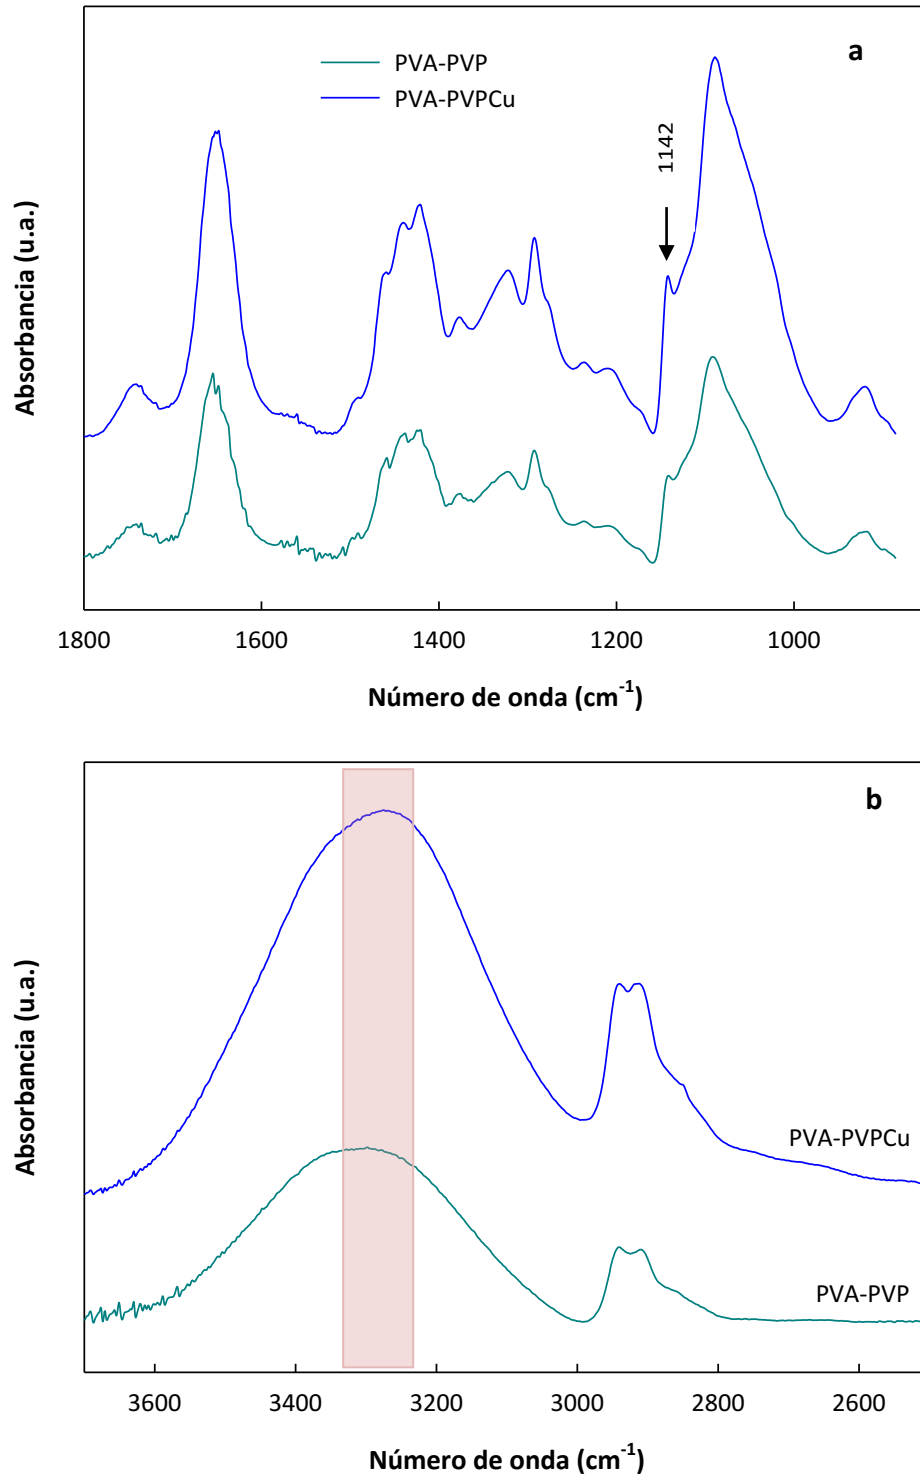 a
PVA-PVP
PVA-PVPCu
1142
Absorbancia (u.a.)
1800 1600 1400 1200 1000
Número de onda (cm⁻¹)
b
Absorbancia (u.a.)
PVA-PVPCu
PVA-PVP
3600 3400 3200 3000 2800 2600
Número de onda (cm⁻¹)